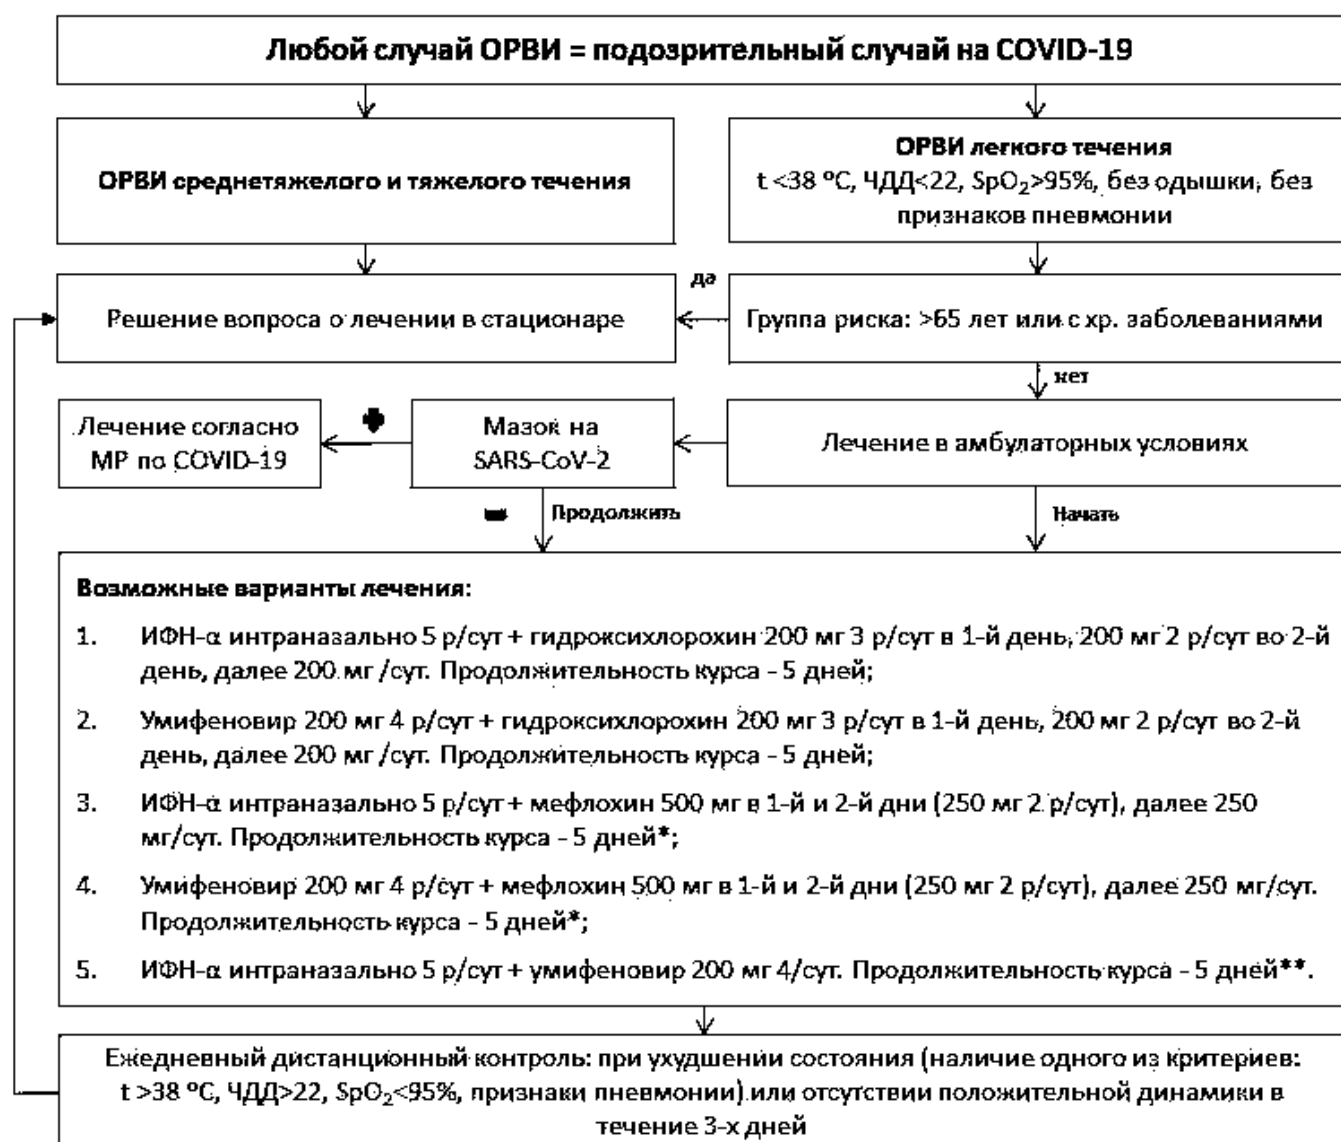 Любой случай ОРВИ = подозрительный случай на COVID-19
ОРВИ среднетяжелого и тяжелого течения
ОРВИ легкого течения
t <38 ºС, ЧДД<22, SpO₂>95%, без одышки, без
признаков пневмонии
да
Решение вопроса о лечении в стационаре
Группа риска: >65 лет или с хр. заболеваниями
нет
Лечение согласно
МР по COVID-19
+
Мазок на
SARS-CoV-2
Лечение в амбулаторных условиях
- Продолжить
Начать
Возможные варианты лечения:
1. ИФН-α интраназально 5 р/сут + гидроксихлорохин 200 мг 3 р/сут в 1-й день, 200 мг 2 р/сут во 2-й
день, далее 200 мг /сут. Продолжительность курса - 5 дней;
2. Умифеновир 200 мг 4 р/сут + гидроксихлорохин 200 мг 3 р/сут в 1-й день, 200 мг 2 р/сут во 2-й
день, далее 200 мг /сут. Продолжительность курса - 5 дней;
3. ИФН-α интраназально 5 р/сут + мефлохин 500 мг в 1-й и 2-й дни (250 мг 2 р/сут), далее 250
мг/сут. Продолжительность курса - 5 дней*;
4. Умифеновир 200 мг 4 р/сут + мефлохин 500 мг в 1-й и 2-й дни (250 мг 2 р/сут), далее 250 мг/сут.
Продолжительность курса - 5 дней*;
5. ИФН-α интраназально 5 р/сут + умифеновир 200 мг 4/сут. Продолжительность курса - 5 дней**.
Ежедневный дистанционный контроль: при ухудшении состояния (наличие одного из критериев:
t >38 ºС, ЧДД>22, SpO₂<95%, признаки пневмонии) или отсутствии положительной динамики в
течение 3-х дней